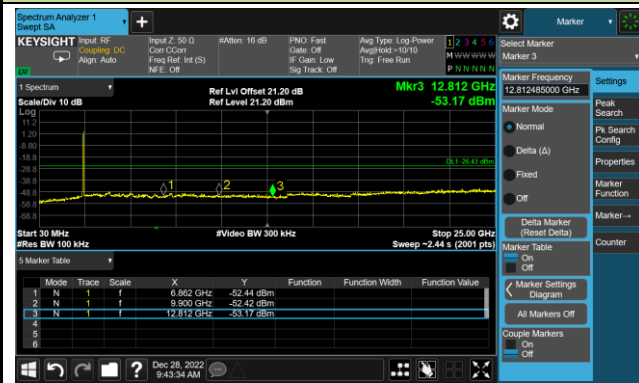 Spectrum Analyzer 1
Swept SA
+
Marker
KEYSIGHT
Input: RF
Coupling: DC
Align: Auto
Input Z: 50 Ω
Corr CCorr
Freq Ref: Int (S)
NFE: Off
#Atten: 16 dB
PNO: Fast
Gate: Off
IF Gain: Low
Sig Track: Off
Avg Type: Log-Power
Avg|Hold:>10/10
Trig: Free Run
1 2 3 4 5 6
M W W W W W
P N N N N N
LXI
Select Marker
Marker 3
1 Spectrum
Scale/Div 10 dB
Ref Lvl Offset 21.20 dB
Ref Level 21.20 dBm
Mkr3 12.812 GHz
-53.17 dBm
Log
11.2
1.20
-8.80
-18.8
-28.8
-38.8
-48.8
-58.8
-68.8
DL1 -26.43 dBm
1
2
3
Start 30 MHz
#Res BW 100 kHz
#Video BW 300 kHz
Stop 25.00 GHz
Sweep ~2.44 s (2001 pts)
5 Marker Table
Mode Trace Scale X Y Function Function Width Function Value
1 N 1 f 6.862 GHz -52.44 dBm
2 N 1 f 9.900 GHz -52.42 dBm
3 N 1 f 12.812 GHz -53.17 dBm
4
5
6
Marker Frequency
12.812485000 GHz
Marker Mode
Normal
Delta (Δ)
Fixed
Off
Delta Marker
(Reset Delta)
Marker Table
On
Off
Marker Settings
Diagram
All Markers Off
Couple Markers
On
Off
Settings
Peak
Search
Pk Search
Config
Properties
Marker
Function
Marker→
Counter
?
Dec 28, 2022
9:43:34 AM